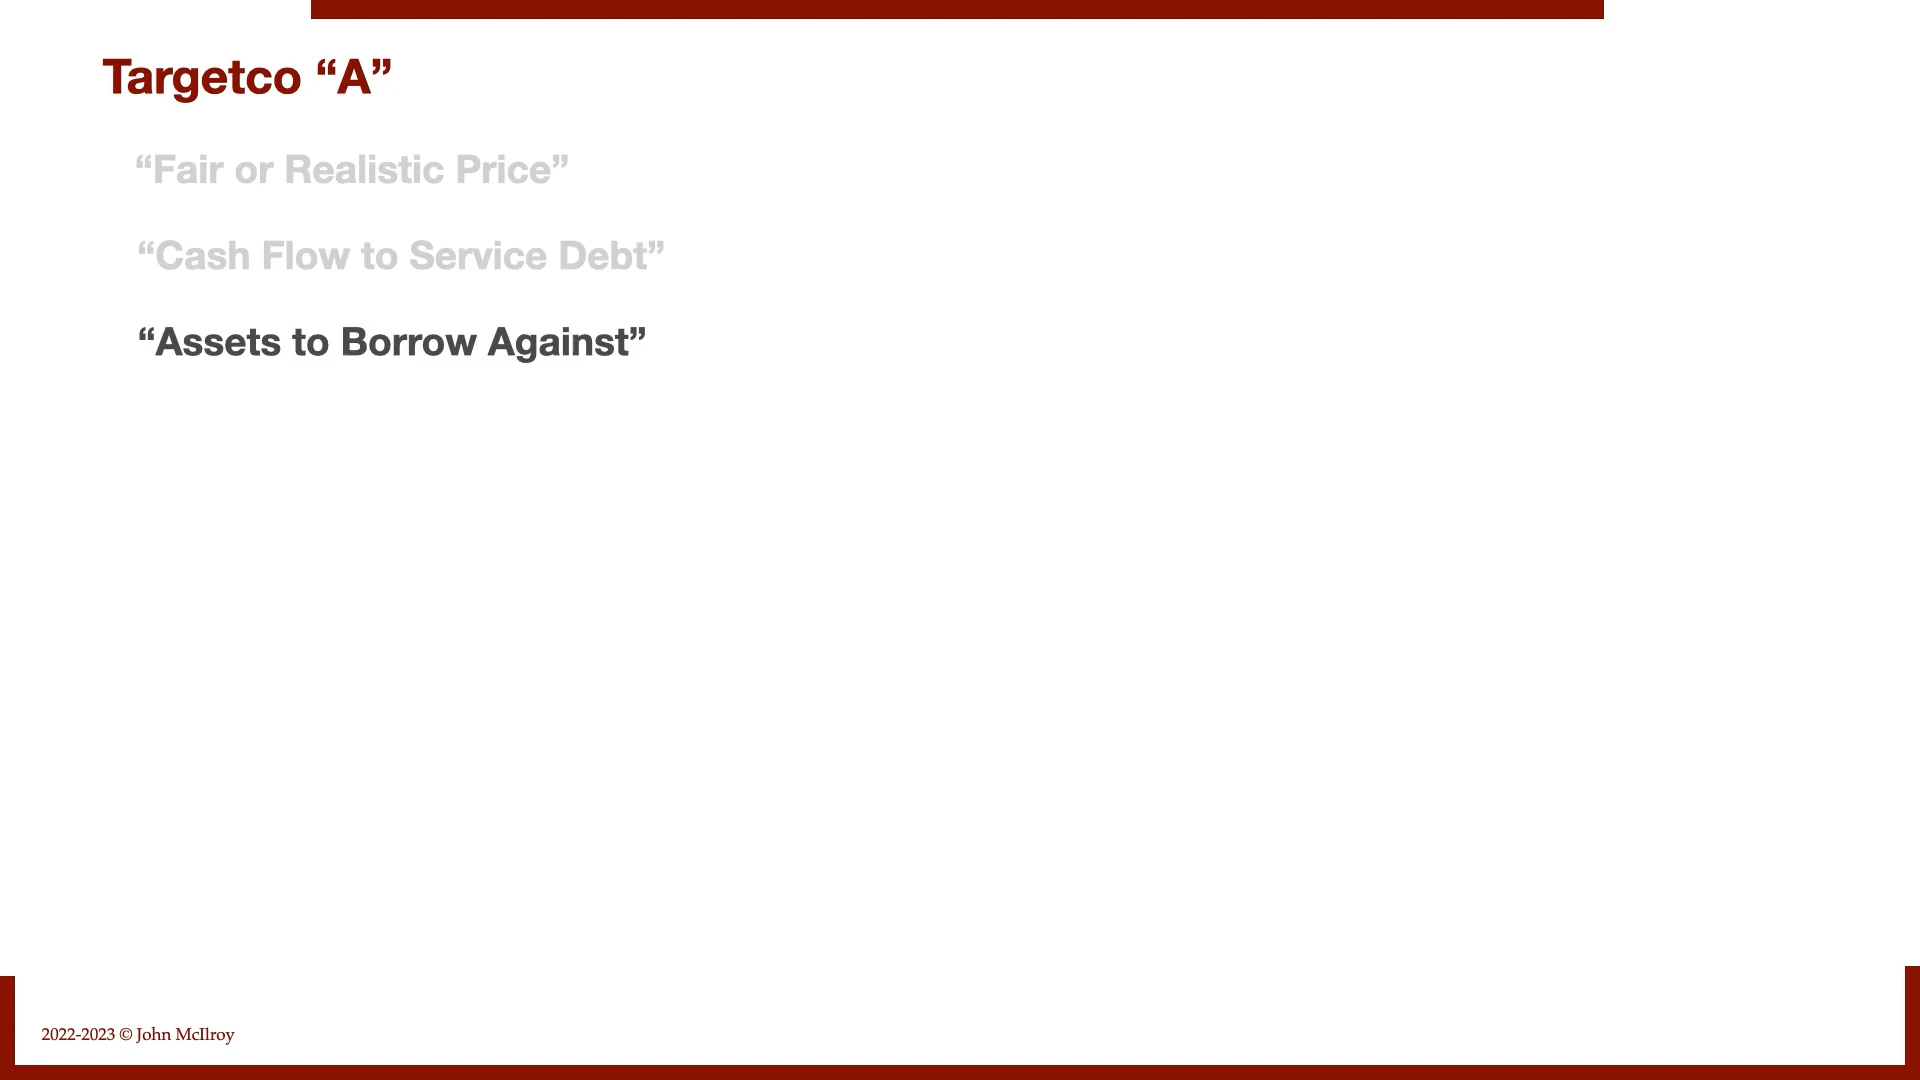 Targetco “A”
“Fair or Realistic Price”
“Cash Flow to Service Debt”
“Assets to Borrow Against”
2022-2023 © John McIlroy